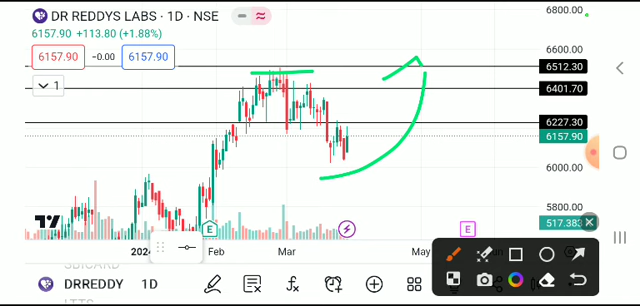 DR REDDYS LABS · 1D · NSE
6157.90 +113.80 (+1.88%)
6157.90 −0.00 6157.90
1
6800.00
6600.00
6512.30
6401.70
6227.30
6157.90
6000.00
5800.00
517.383
E
E
2024 Feb Mar May
DRREDDY 1D